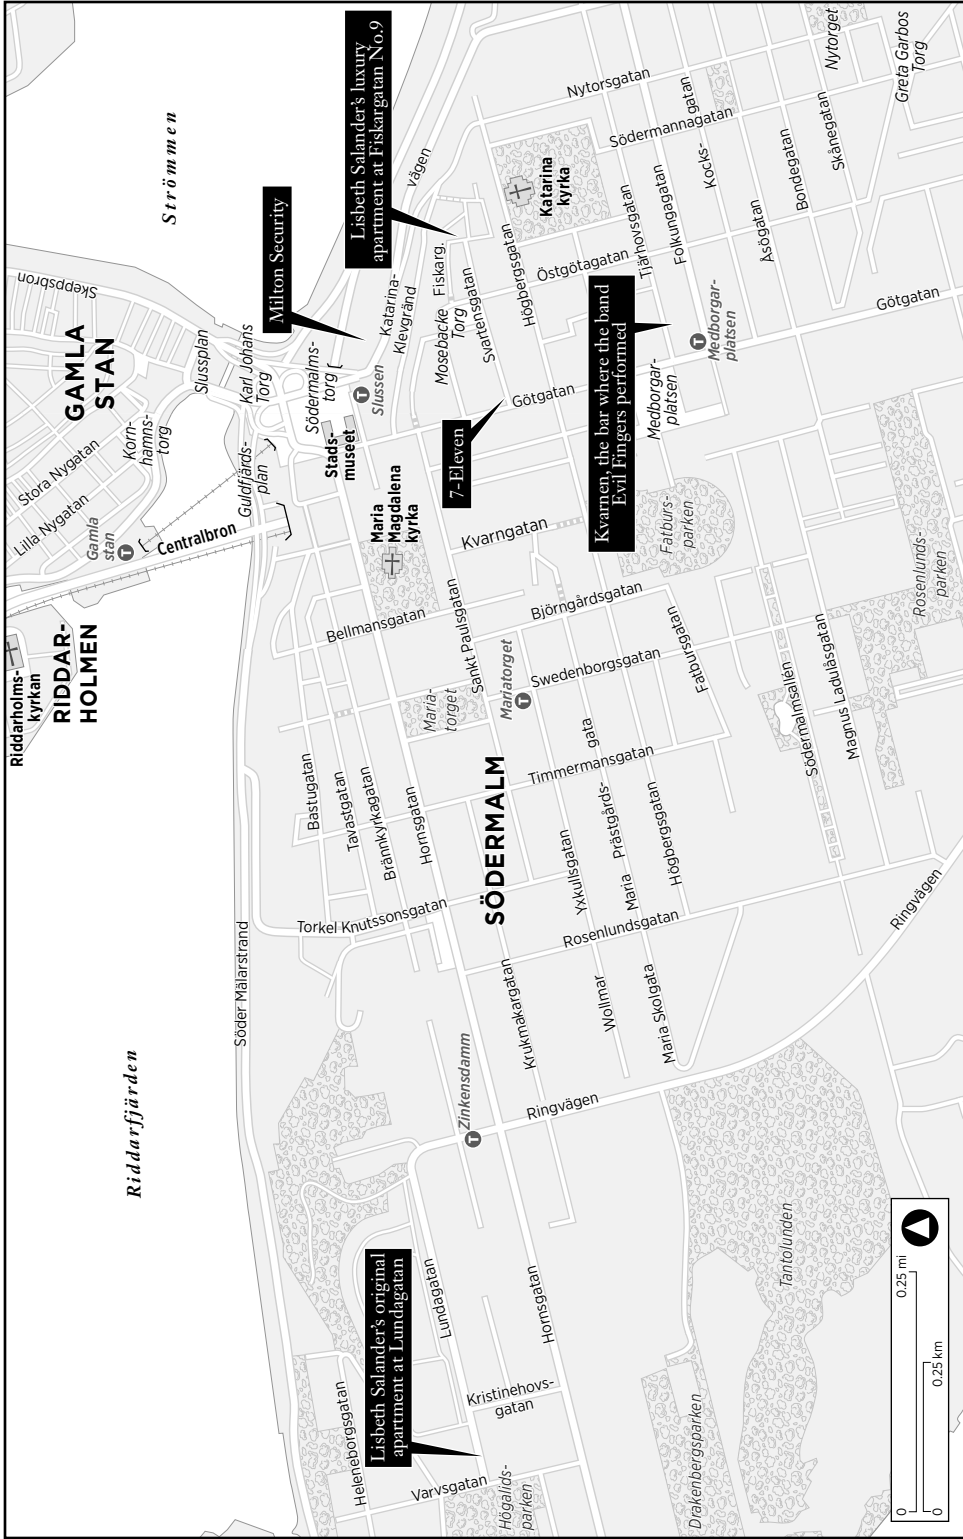 Riddarfjärden
Strömmen
Riddarholms-
kyrkan
RIDDAR-
HOLMEN
GAMLA
STAN
Skeppsbron
Stora Nygatan
Lilla Nygatan
Gamla
stan
T
Korn-
hamns-
torg
Centralbron
Slussplan
Karl Johans
Torg
Guldfjärds-
plan
Södermalms-
torg
Stads-
museet
T
Slussen
Milton Security
Katarina-
vägen
Klevgränd
Lisbeth Salander's luxury
apartment at Fiskargatan No.9
Mosebacke
Torg
Fiskarg.
Svartensgatan
Högbergsgatan
Östgötagatan
Katarina
kyrka
Nytorsgatan
Södermannagatan
Tjärhovsgatan
Folkungagatan
Kocks-
gatan
Åsögatan
Bondegatan
Skånegatan
Nytorget
Greta Garbos
Torg
Götgatan
Götgatan
7-Eleven
Kvarnen, the bar where the band
Evil Fingers performed
T
Medborgar-
platsen
Medborgar-
platsen
Maria
Magdalena
kyrka
Kvarngatan
Fatburs-
parken
Bellmansgatan
Sankt Paulsgatan
Björngårdsgatan
Maria-
torget
Mariatorget
T
Swedenborgsgatan
Fatbursgatan
Rosenlunds-
parken
Södermalmsallén
Magnus Ladulåsgatan
Bastugatan
Tavastgatan
Brännkyrkagatan
Hornsgatan
Timmermansgatan
SÖDERMALM
Yxkullsgatan
Maria
Prästgårds-
gata
Högbergsgatan
Torkel Knutssonsgatan
Rosenlundsgatan
Söder Mälarstrand
Krukmakargatan
Wollmar
Maria Skolgata
Ringvägen
Ringvägen
T
Zinkensdamm
Lundagatan
Hornsgatan
Lisbeth Salander's original
apartment at Lundagatan
Heleneborgsgatan
Kristinehovs-
gatan
Varvsgatan
Högalids-
parken
Drakenbergsparken
Tantolunden
0
0.25 mi
0
0.25 km